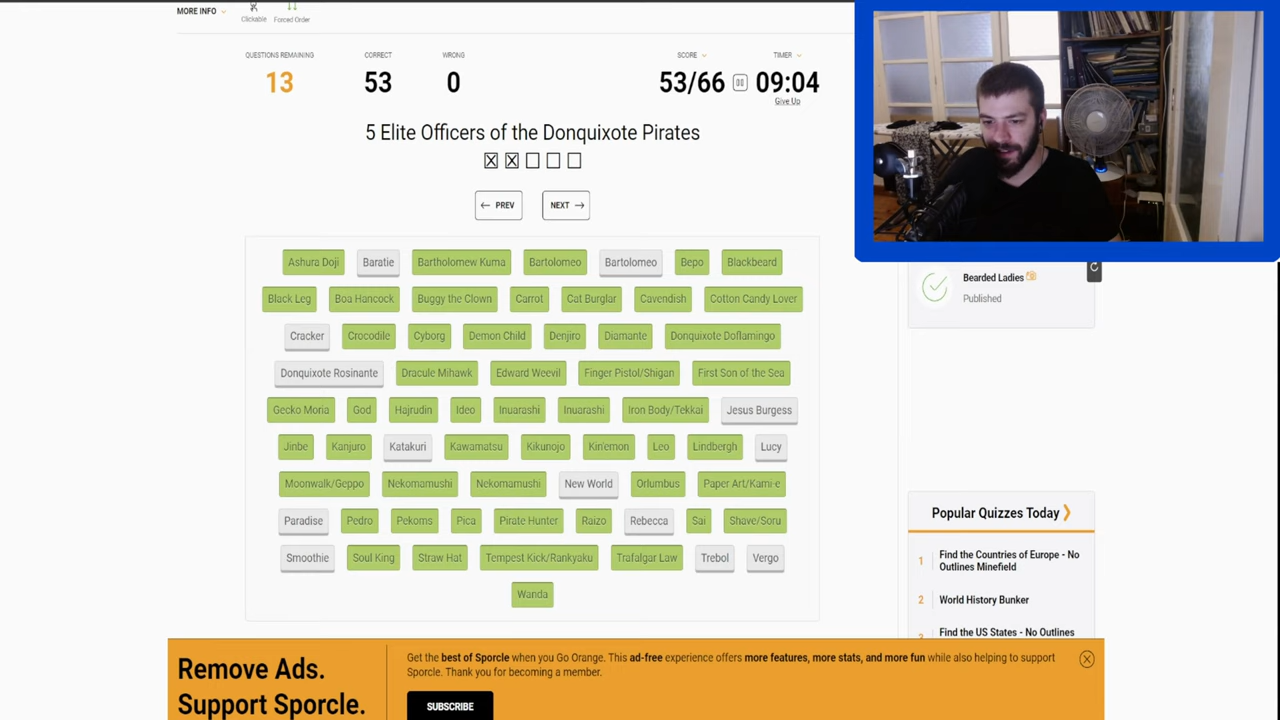 MORE INFO
Clickable
Forced Order
QUESTIONS REMAINING
13
CORRECT
53
WRONG
0
SCORE
53/66
TIMER
09:04
Give Up
5 Elite Officers of the Donquixote Pirates
PREV
NEXT
Ashura Doji Baratie Bartholomew Kuma Bartolomeo Bartolomeo Bepo Blackbeard
Black Leg Boa Hancock Buggy the Clown Carrot Cat Burglar Cavendish Cotton Candy Lover
Cracker Crocodile Cyborg Demon Child Denjiro Diamante Donquixote Doflamingo
Donquixote Rosinante Dracule Mihawk Edward Weevil Finger Pistol/Shigan First Son of the Sea
Gecko Moria God Hajrudin Ideo Inuarashi Inuarashi Iron Body/Tekkai Jesus Burgess
Jinbe Kanjuro Katakuri Kawamatsu Kikunojo Kin'emon Leo Lindbergh Lucy
Moonwalk/Geppo Nekomamushi Nekomamushi New World Orlumbus Paper Art/Kami-e
Paradise Pedro Pekoms Pica Pirate Hunter Raizo Rebecca Sai Shave/Soru
Smoothie Soul King Straw Hat Tempest Kick/Rankyaku Trafalgar Law Trebol Vergo
Wanda
Bearded Ladies
Published
Popular Quizzes Today
1 Find the Countries of Europe - No
Outlines Minefield
2 World History Bunker
3 Find the US States - No Outlines
Remove Ads.
Support Sporcle.
Get the best of Sporcle when you Go Orange. This ad-free experience offers more features, more stats, and more fun while also helping to support
Sporcle. Thank you for becoming a member.
SUBSCRIBE